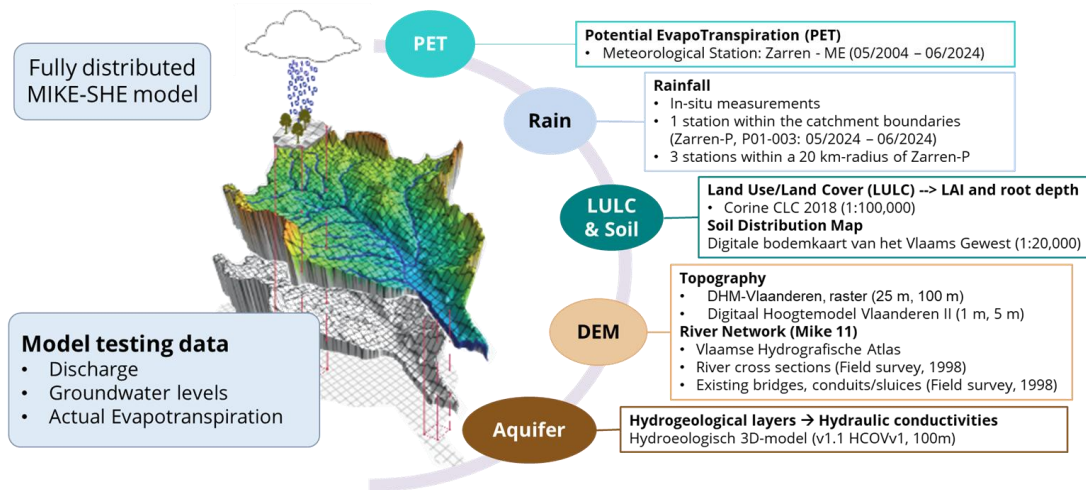 Fully distributed
MIKE-SHE model
PET
Potential EvapoTranspiration (PET)
• Meteorological Station: Zarren - ME (05/2004 – 06/2024)
Rain
Rainfall
• In-situ measurements
• 1 station within the catchment boundaries
(Zarren-P, P01-003: 05/2024 – 06/2024)
• 3 stations within a 20 km-radius of Zarren-P
LULC
& Soil
Land Use/Land Cover (LULC) --> LAI and root depth
• Corine CLC 2018 (1:100,000)
Soil Distribution Map
Digitale bodemkaart van het Vlaams Gewest (1:20,000)
DEM
Topography
• DHM-Vlaanderen, raster (25 m, 100 m)
• Digitaal Hoogtemodel Vlaanderen II (1 m, 5 m)
River Network (Mike 11)
• Vlaamse Hydrografische Atlas
• River cross sections (Field survey, 1998)
• Existing bridges, conduits/sluices (Field survey, 1998)
Model testing data
• Discharge
• Groundwater levels
• Actual Evapotranspiration
Aquifer
Hydrogeological layers → Hydraulic conductivities
Hydroeologisch 3D-model (v1.1 HCOVv1, 100m)